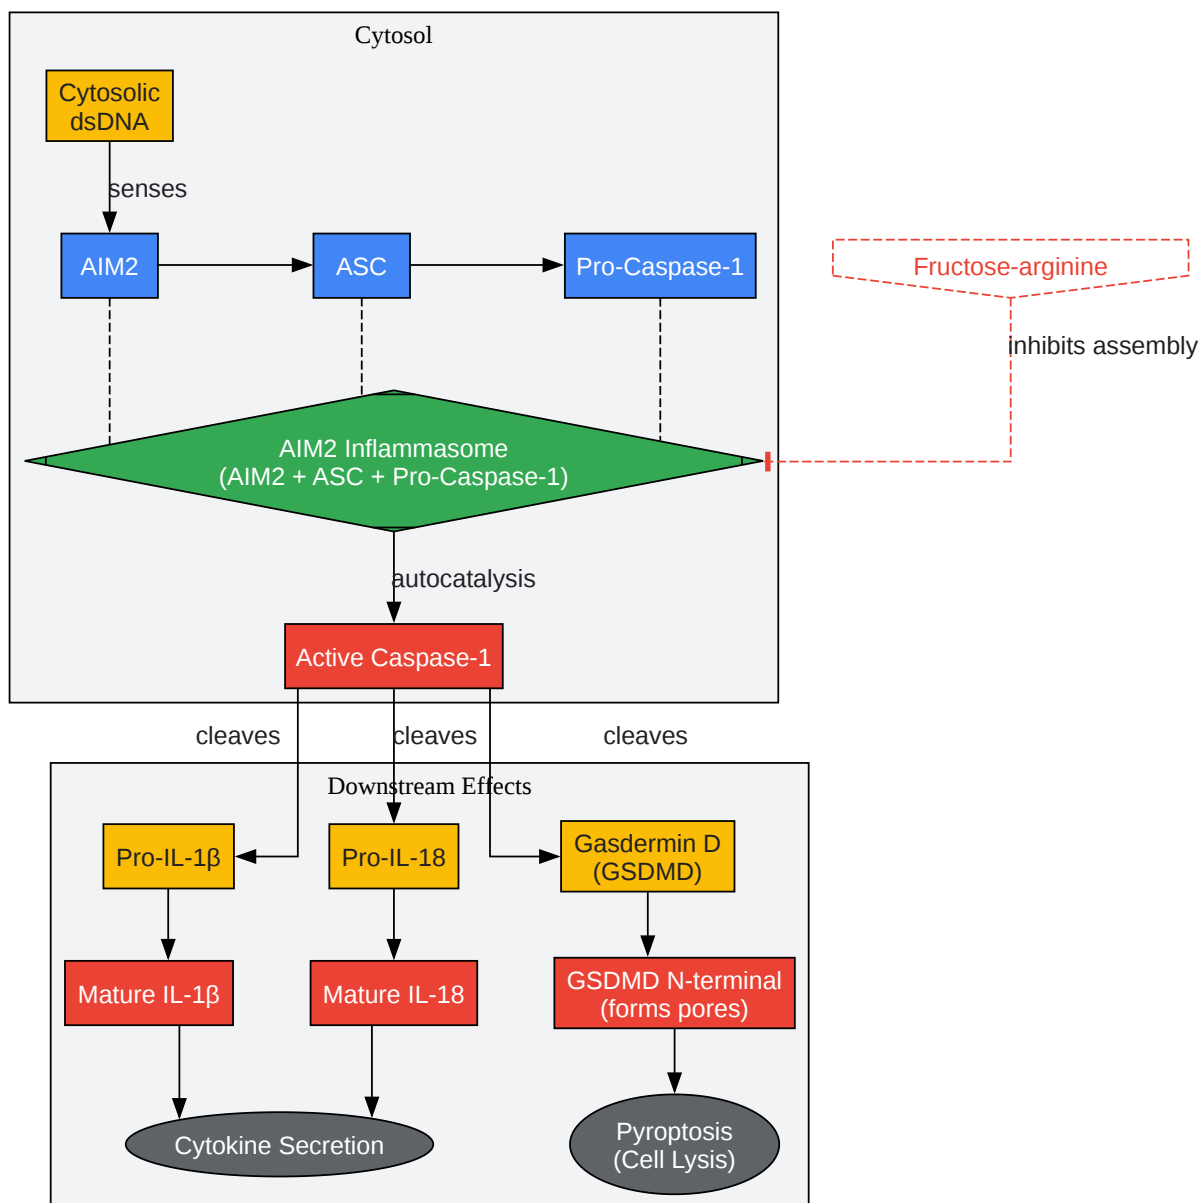 Cytosol
Cytosolic
dsDNA
senses
AIM2
ASC
Pro-Caspase-1
Fructose-arginine
inhibits assembly
AIM2 Inflammasome
(AIM2 + ASC + Pro-Caspase-1)
autocatalysis
Active Caspase-1
cleaves
cleaves
cleaves
Downstream Effects
Pro-IL-1β
Pro-IL-18
Gasdermin D
(GSDMD)
Mature IL-1β
Mature IL-18
GSDMD N-terminal
(forms pores)
Cytokine Secretion
Pyroptosis
(Cell Lysis)